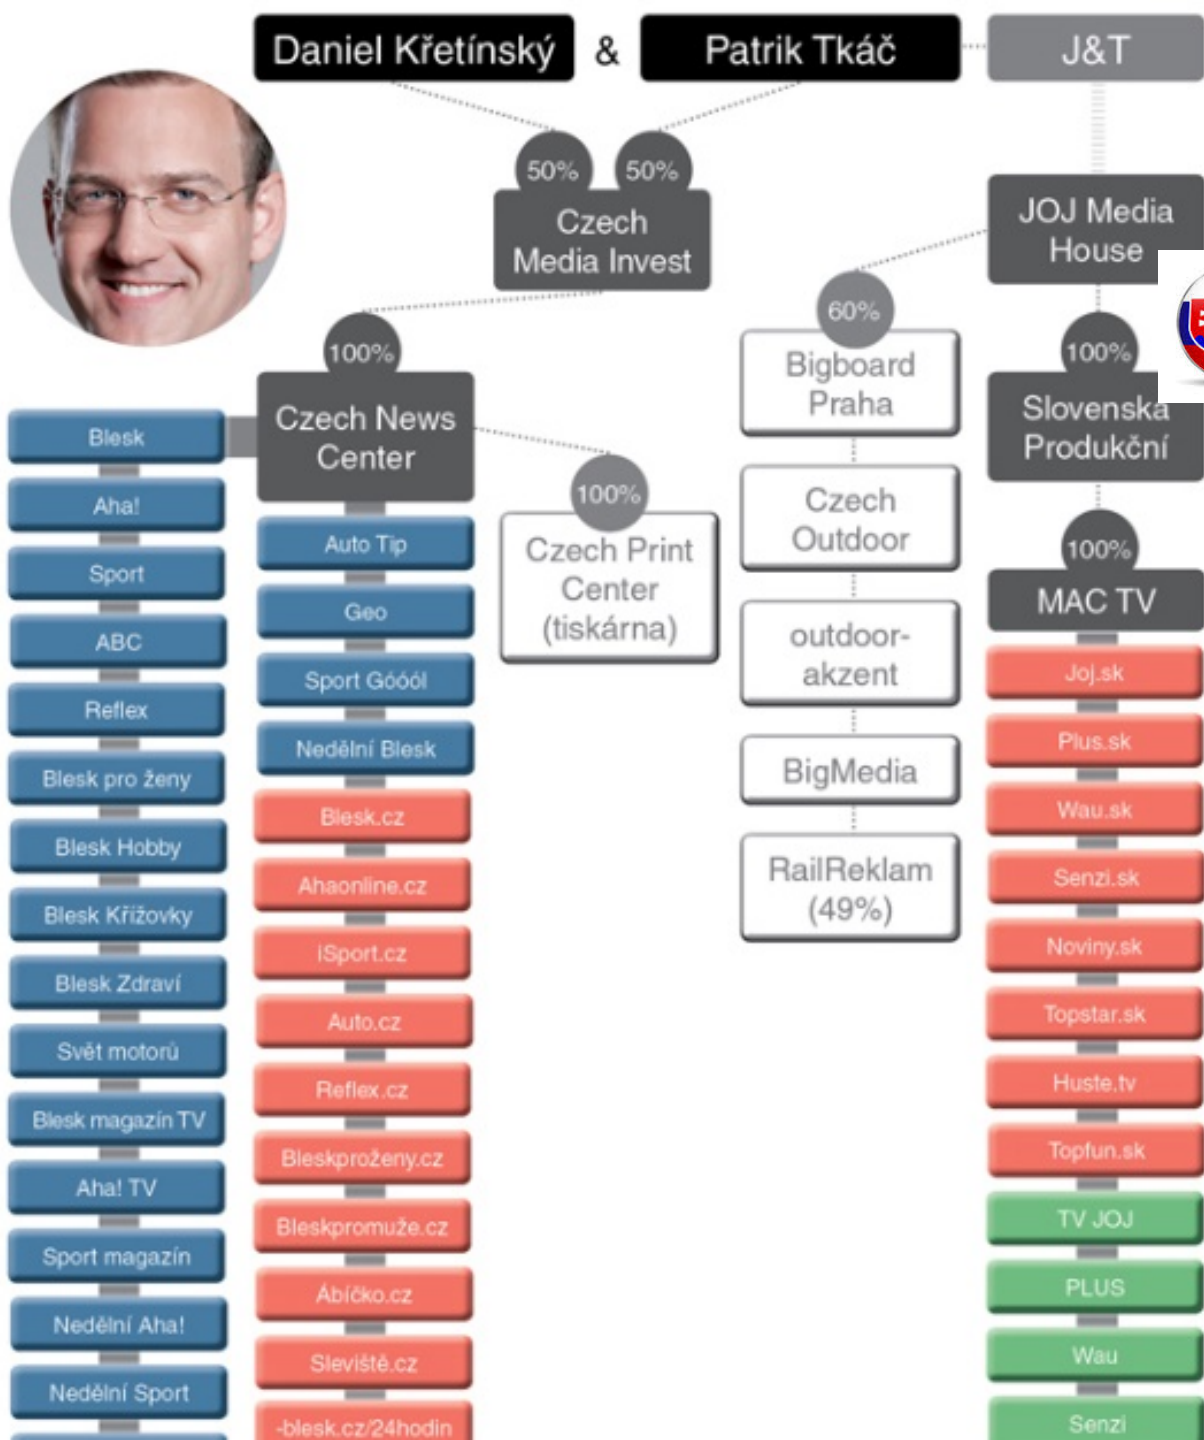 Daniel Křetínský
&
Patrik Tkáč
J&T
50%
50%
Czech
Media Invest
JOJ Media
House
100%
Czech News
Center
100%
Czech Print
Center
(tiskárna)
60%
Bigboard
Praha
Czech
Outdoor
outdoor-
akzent
BigMedia
RailReklam
(49%)
100%
Slovenska
Produkční
100%
MAC TV
Blesk
Aha!
Sport
ABC
Reflex
Blesk pro ženy
Blesk Hobby
Blesk Křížovky
Blesk Zdraví
Svět motorů
Blesk magazín TV
Aha! TV
Sport magazín
Nedělní Aha!
Nedělní Sport
Auto Tip
Geo
Sport Góóól
Nedělní Blesk
Blesk.cz
Ahaonline.cz
iSport.cz
Auto.cz
Reflex.cz
Bleskproženy.cz
Bleskpromuže.cz
Ábíčko.cz
Sleviště.cz
-blesk.cz/24hodin
Joj.sk
Plus.sk
Wau.sk
Senzi.sk
Noviny.sk
Topstar.sk
Huste.tv
Topfun.sk
TV JOJ
PLUS
Wau
Senzi